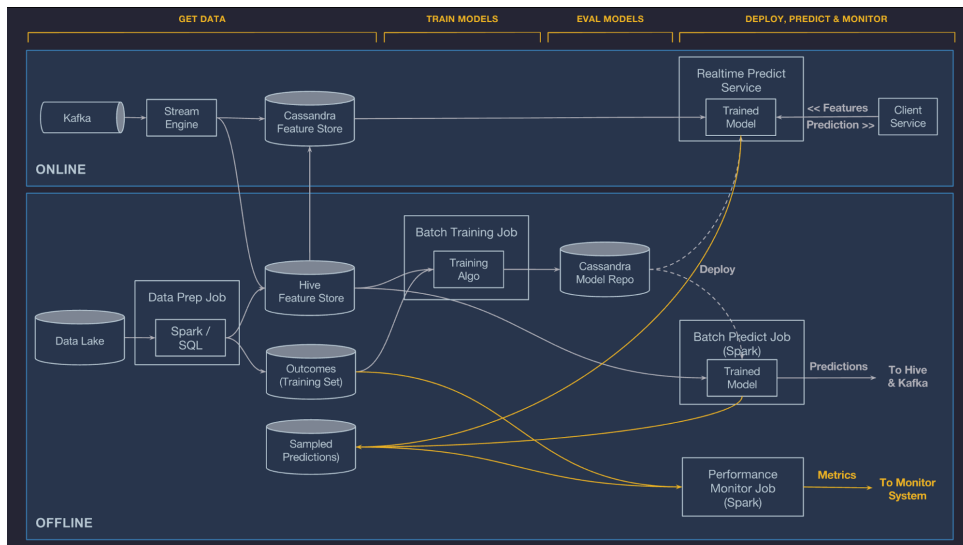 GET DATA
TRAIN MODELS
EVAL MODELS
DEPLOY, PREDICT & MONITOR
Realtime Predict
Service
Kafka
Stream
Engine
Cassandra
Feature Store
Trained
Model
<< Features
Prediction >>
Client
Service
ONLINE
Batch Training Job
Training
Algo
Cassandra
Model Repo
Deploy
Hive
Feature Store
Data Prep Job
Spark /
SQL
Data Lake
Outcomes
(Training Set)
Batch Predict Job
(Spark)
Trained
Model
Predictions
To Hive
& Kafka
Sampled
Predictions)
Performance
Monitor Job
(Spark)
Metrics
To Monitor
System
OFFLINE